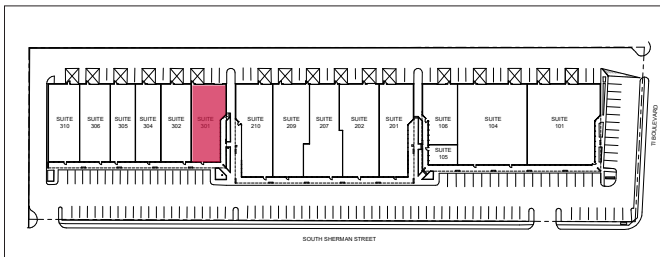 SUITE
310
SUITE
306
SUITE
305
SUITE
304
SUITE
302
SUITE
301
SUITE
210
SUITE
209
SUITE
207
SUITE
202
SUITE
201
SUITE
106
SUITE
105
SUITE
104
SUITE
101
TI BOULEVARD
SOUTH SHERMAN STREET